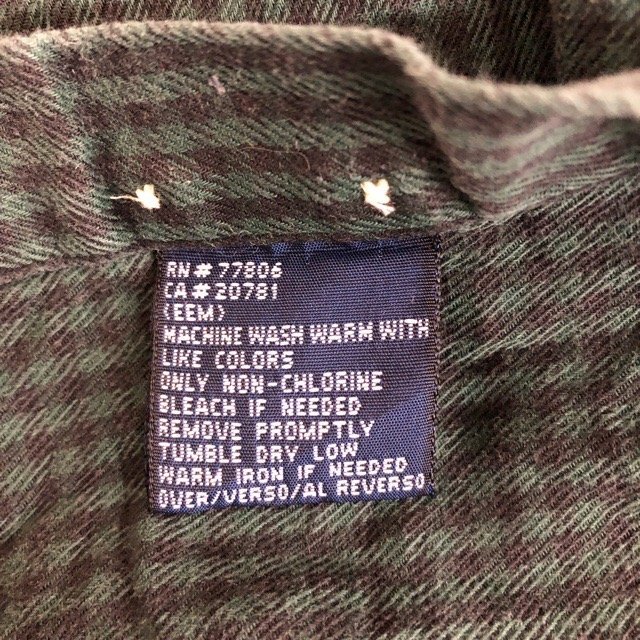 RN# 77806
CA# 20781
(EEM)
MACHINE WASH WARM WITH
LIKE COLORS
ONLY NON-CHLORINE
BLEACH IF NEEDED
REMOVE PROMPTLY
TUMBLE DRY LOW
WARM IRON IF NEEDED
OVER/VERSO/AL REVERSO